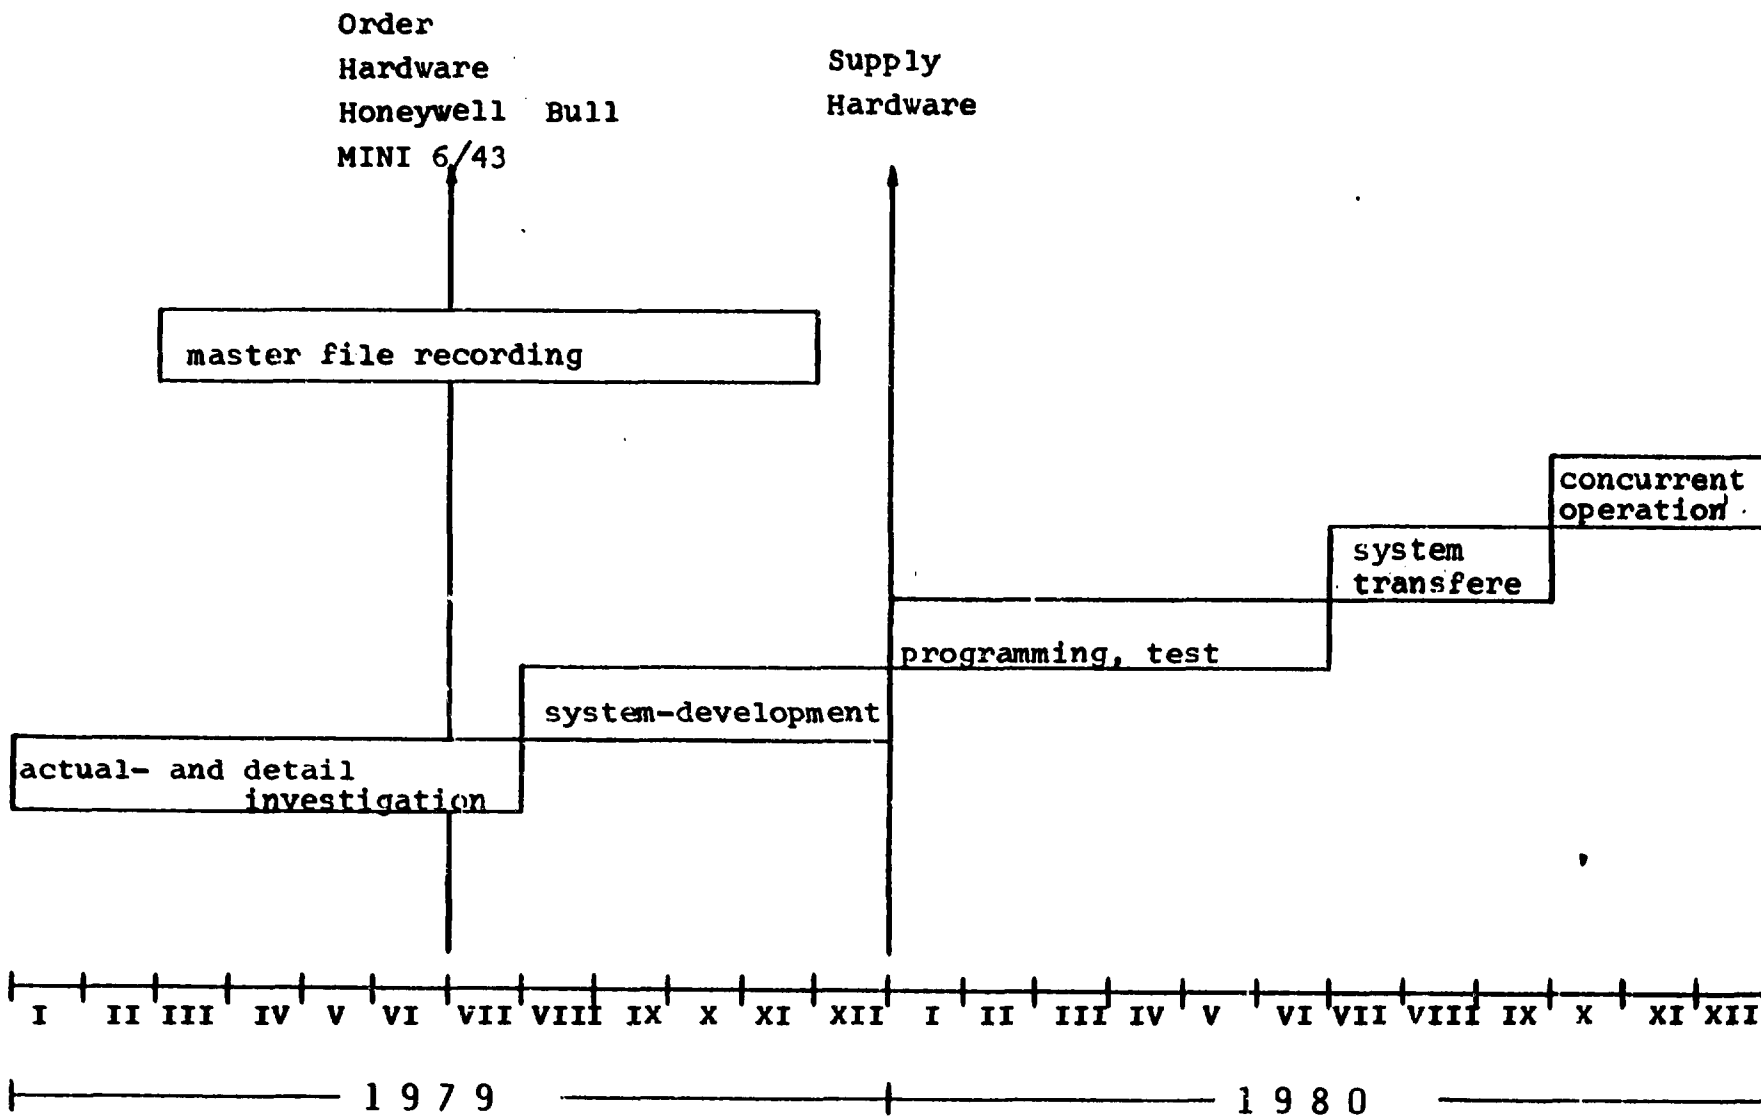 Order
Hardware
Honeywell Bull
MINI 6/43
Supply
Hardware
master file recording
concurrent
operation
system
transfere
programming, test
system-development
actual- and detail
investigation
I II III IV V VI VII VIII IX X XI XII I II III IV V VI VII VIII IX X XI XII
1979 1980